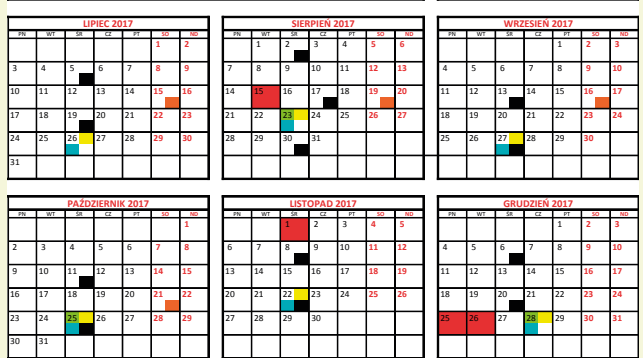 LIPIEC 2017
PN WT ŚR CZ PT SO ND
1 2
3 4 5 6 7 8 9
10 11 12 13 14 15 16
17 18 19 20 21 22 23
24 25 26 27 28 29 30
31
SIERPIEŃ 2017
PN WT ŚR CZ PT SO ND
1 2 3 4 5 6
7 8 9 10 11 12 13
14 15 16 17 18 19 20
21 22 23 24 25 26 27
28 29 30 31
WRZESIEŃ 2017
PN WT ŚR CZ PT SO ND
1 2 3
4 5 6 7 8 9 10
11 12 13 14 15 16 17
18 19 20 21 22 23 24
25 26 27 28 29 30
PAŹDZIERNIK 2017
PN WT ŚR CZ PT SO ND
1
2 3 4 5 6 7 8
9 10 11 12 13 14 15
16 17 18 19 20 21 22
23 24 25 26 27 28 29
30 31
LISTOPAD 2017
PN WT ŚR CZ PT SO ND
1 2 3 4 5
6 7 8 9 10 11 12
13 14 15 16 17 18 19
20 21 22 23 24 25 26
27 28 29 30
GRUDZIEŃ 2017
PN WT ŚR CZ PT SO ND
1 2 3
4 5 6 7 8 9 10
11 12 13 14 15 16 17
18 19 20 21 22 23 24
25 26 27 28 29 30 31